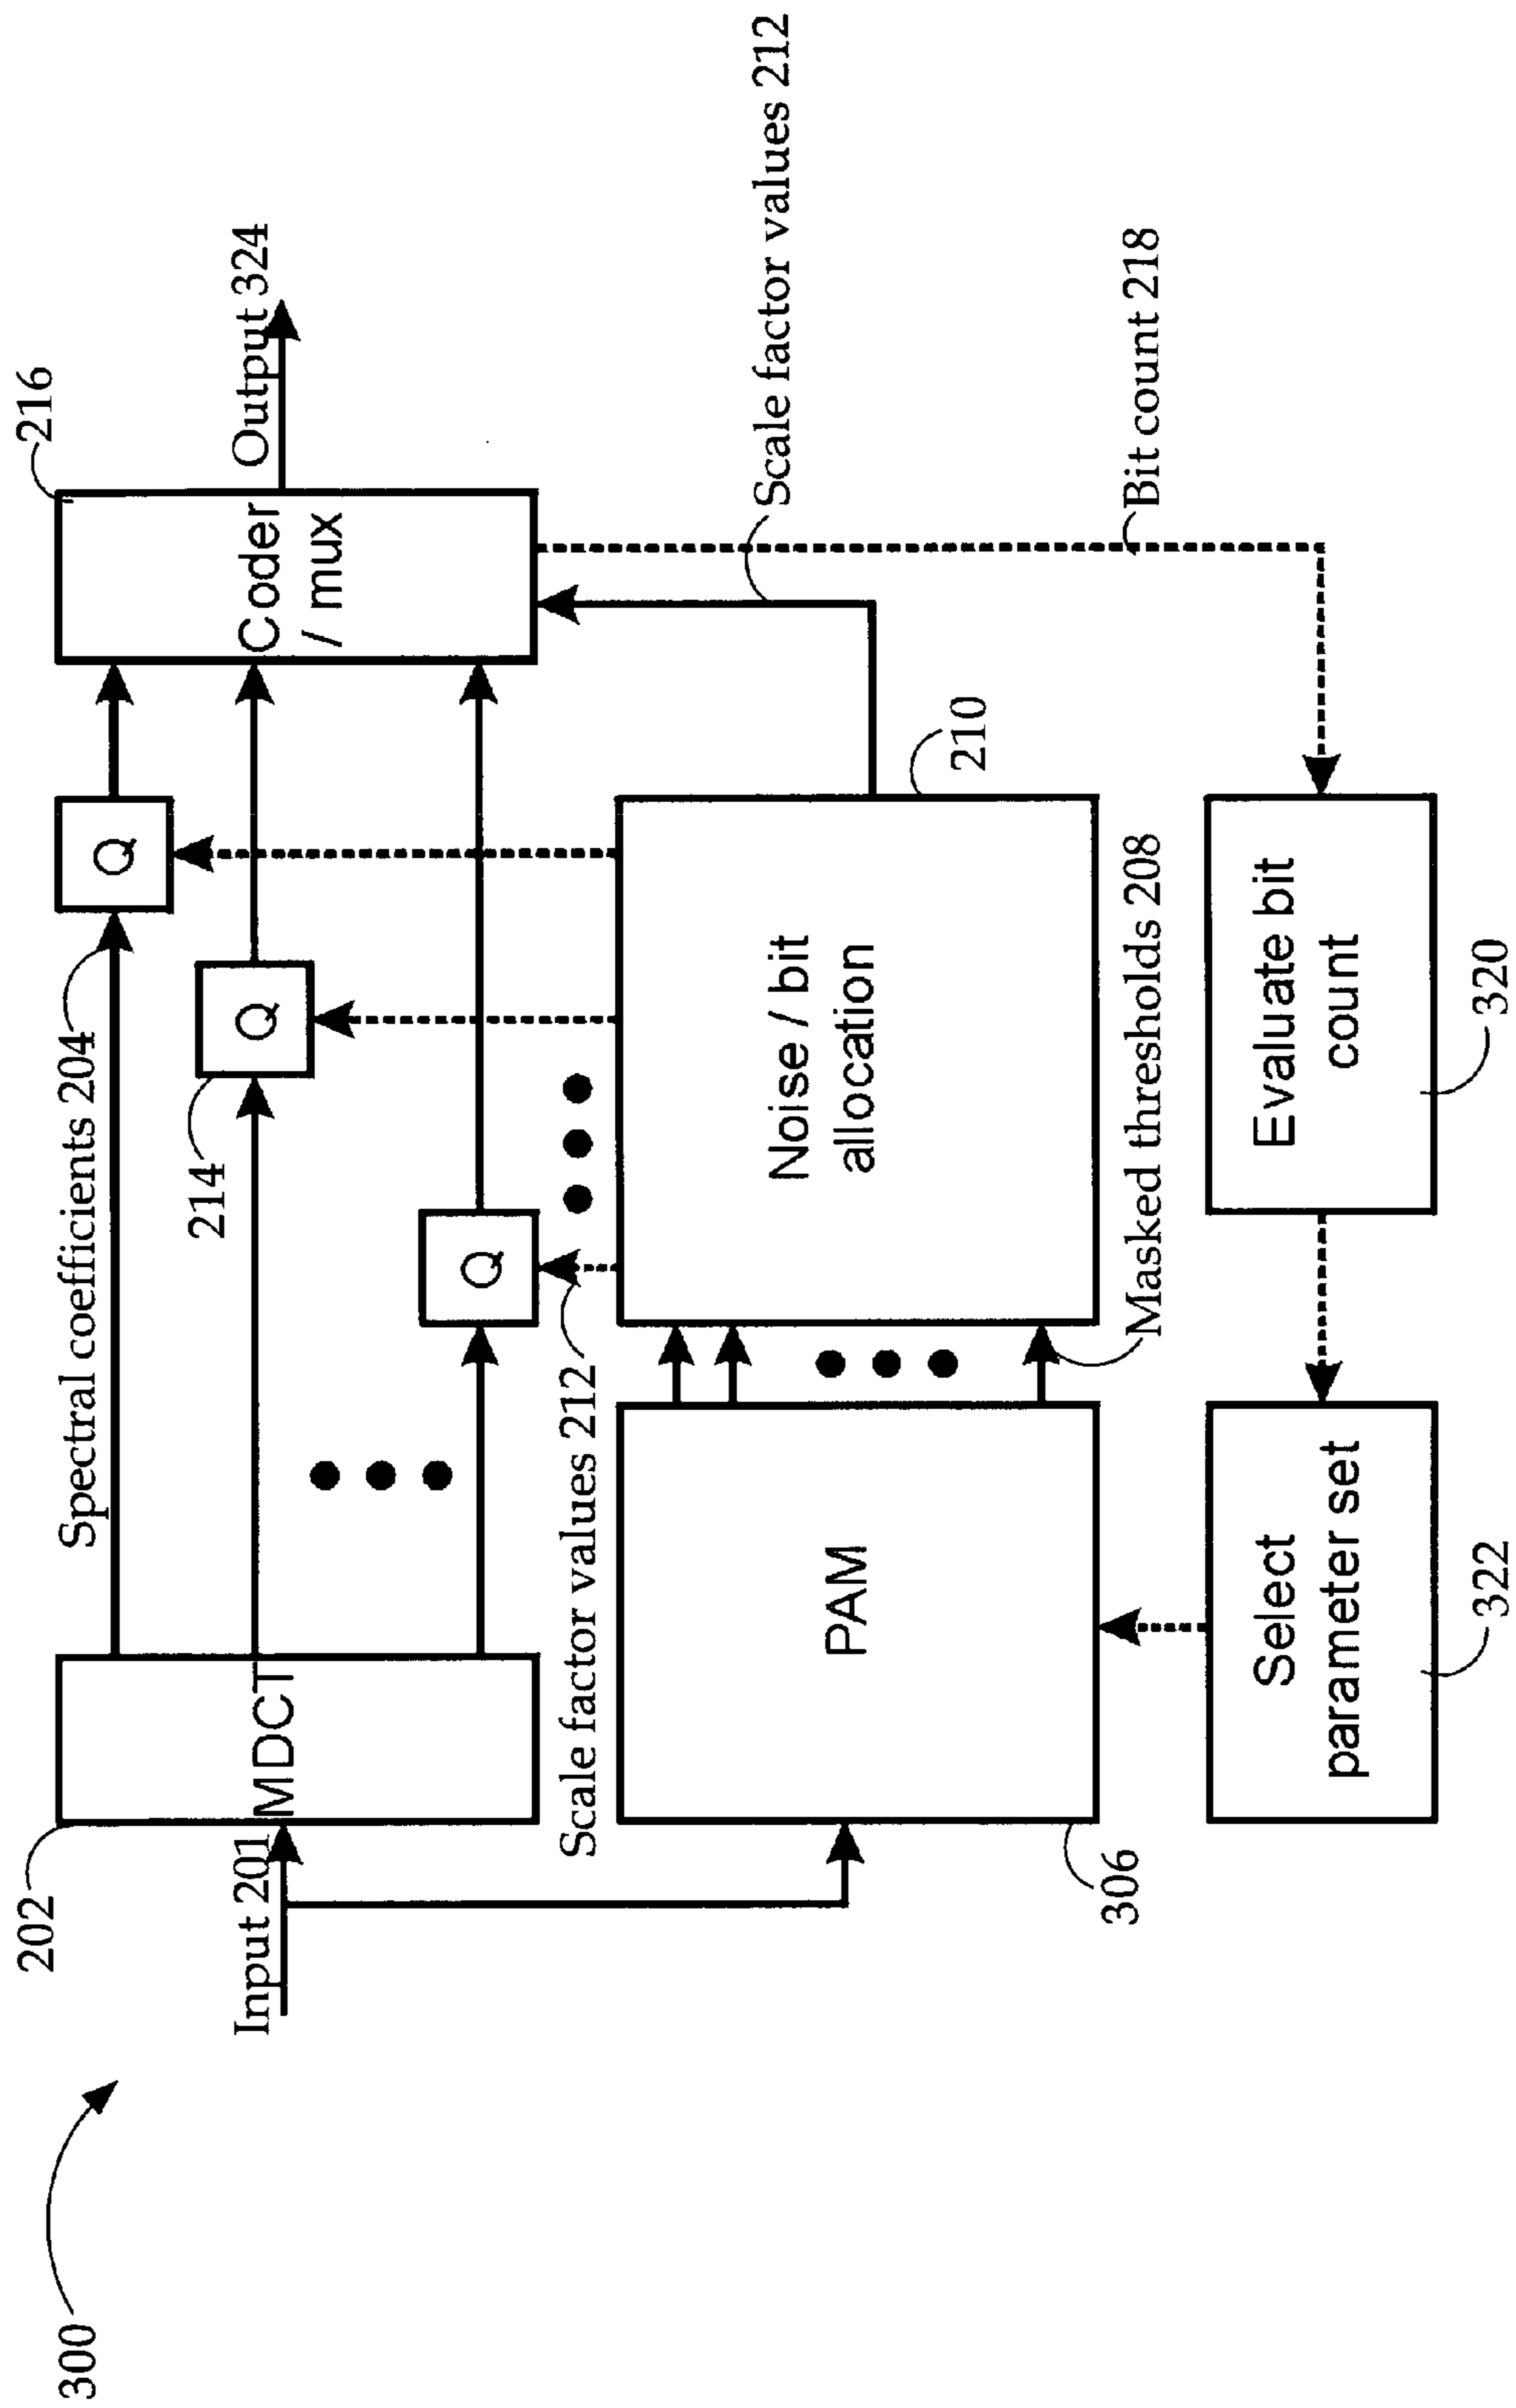 300
202
Input 201
MDCT
Spectral coefficients 204
214
Q
Q
Q
216
Coder
/ mux
Output 324
Scale factor values 212
Scale factor values 212
306
PAM
Noise / bit
allocation
210
Masked thresholds 208
Bit count 218
Select
parameter set
322
Evaluate bit
count
320